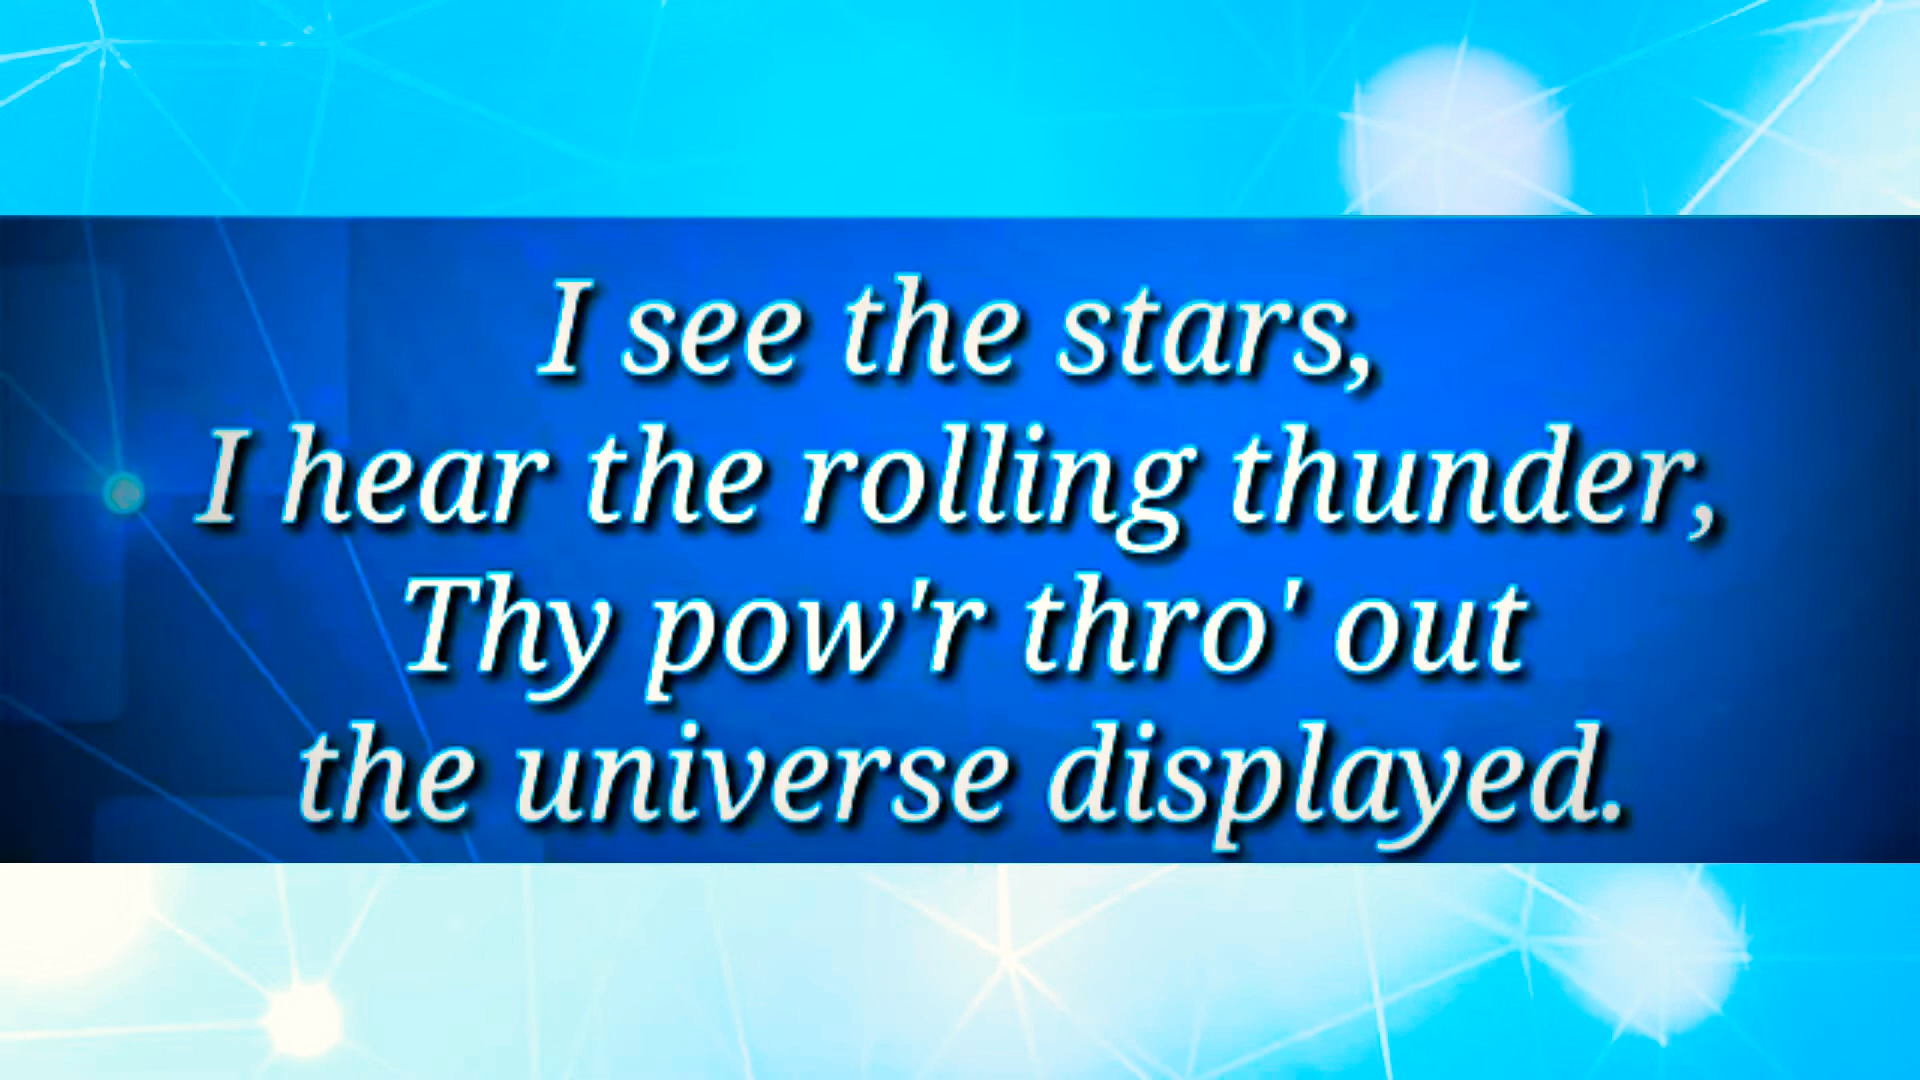 I see the stars,
I hear the rolling thunder,
Thy pow'r thro' out
the universe displayed.